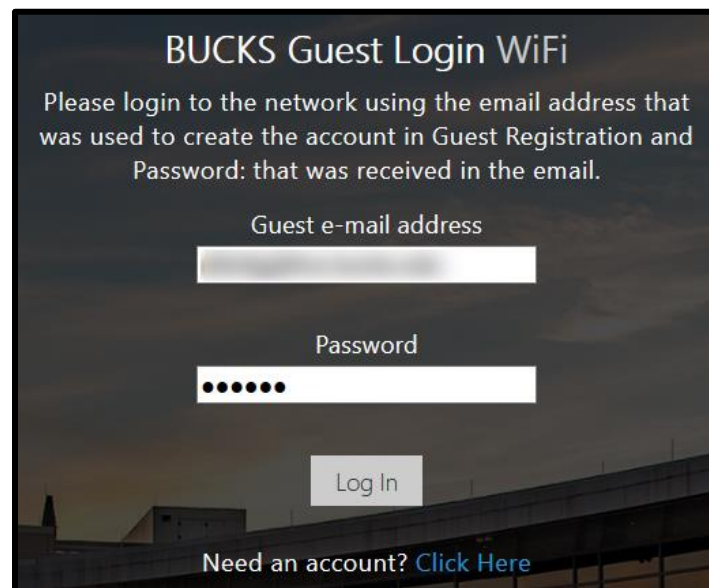 BUCKS Guest Login WiFi
Please login to the network using the email address that
was used to create the account in Guest Registration and
Password: that was received in the email.
Guest e-mail address
Password
••••••
Log In
Need an account? Click Here